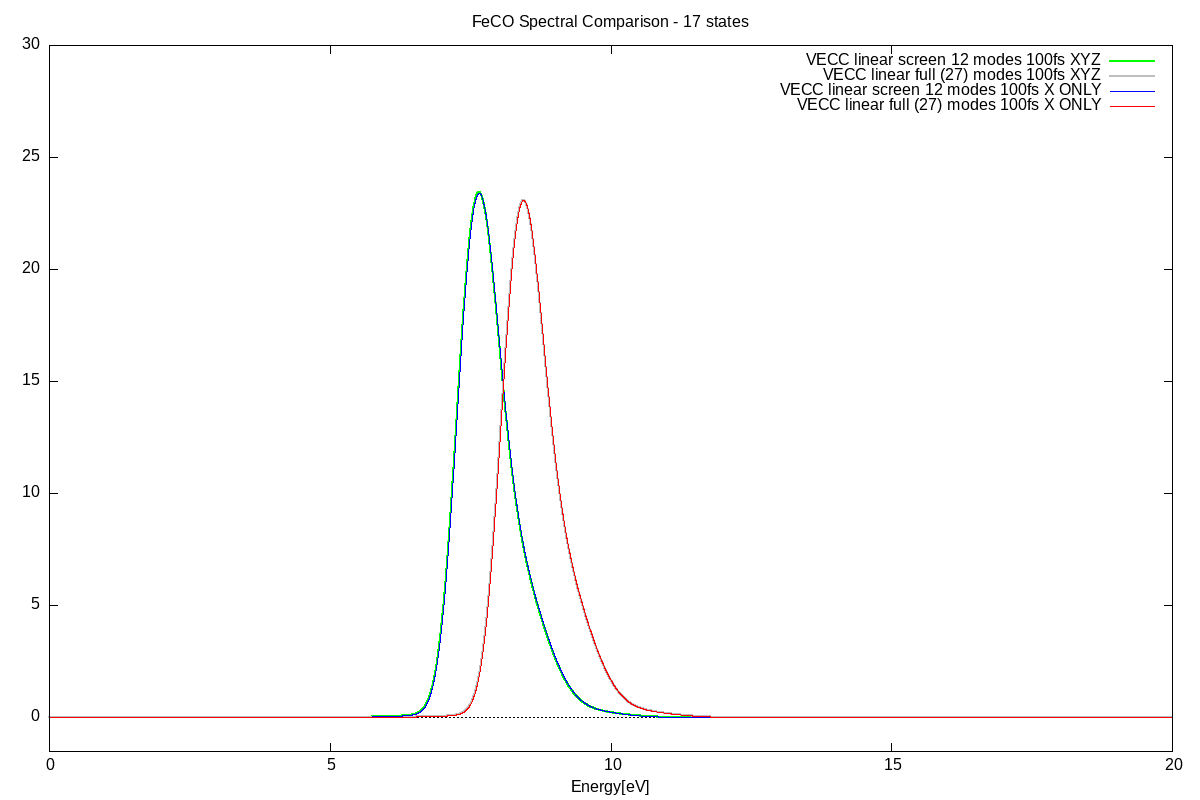 FeCO Spectral Comparison - 17 states
30
25
20
15
10
5
0
VECC linear screen 12 modes 100fs XYZ
VECC linear full (27) modes 100fs XYZ
VECC linear screen 12 modes 100fs X ONLY
VECC linear full (27) modes 100fs X ONLY
0 5 10 15 20
Energy[eV]